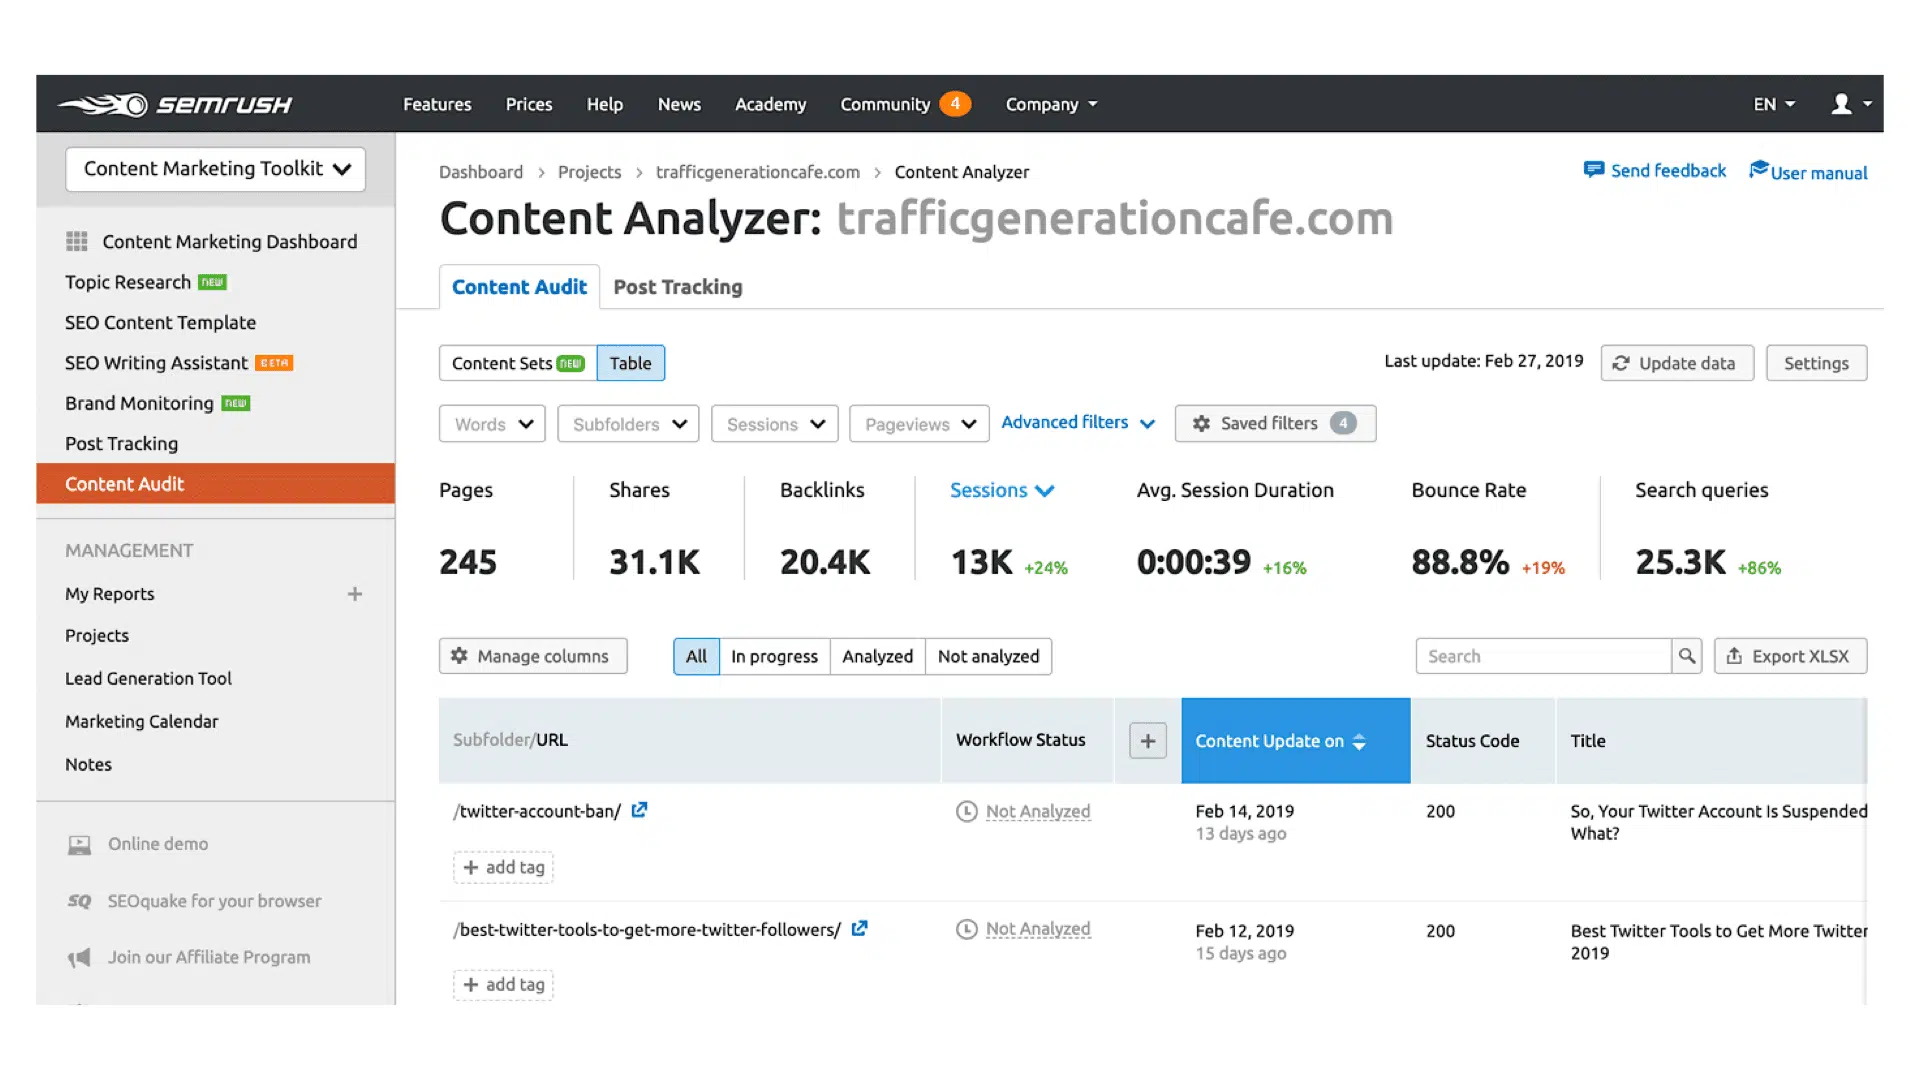 SEMRUSH
Features Prices Help News Academy Community 4 Company
EN
Content Marketing Toolkit
Content Marketing Dashboard
Topic Research NEW
SEO Content Template
SEO Writing Assistant BETA
Brand Monitoring NEW
Post Tracking
Content Audit
MANAGEMENT
My Reports +
Projects
Lead Generation Tool
Marketing Calendar
Notes
Online demo
SQ SEOquake for your browser
Join our Affiliate Program
Dashboard > Projects > trafficgenerationcafe.com > Content Analyzer
Send feedback User manual
Content Analyzer: trafficgenerationcafe.com
Content Audit Post Tracking
Content Sets NEW Table
Last update: Feb 27, 2019 Update data Settings
Words Subfolders Sessions Pageviews Advanced filters Saved filters 4
Pages Shares Backlinks Sessions Avg. Session Duration Bounce Rate Search queries
245 31.1K 20.4K 13K +24% 0:00:39 +16% 88.8% +19% 25.3K +86%
Manage columns All In progress Analyzed Not analyzed Search Export XLSX
Subfolder/URL Workflow Status + Content Update on Status Code Title
/twitter-account-ban/ Not Analyzed Feb 14, 2019 200 So, Your Twitter Account Is Suspended
13 days ago What?
+ add tag
/best-twitter-tools-to-get-more-twitter-followers/ Not Analyzed Feb 12, 2019 200 Best Twitter Tools to Get More Twitter
15 days ago 2019
+ add tag